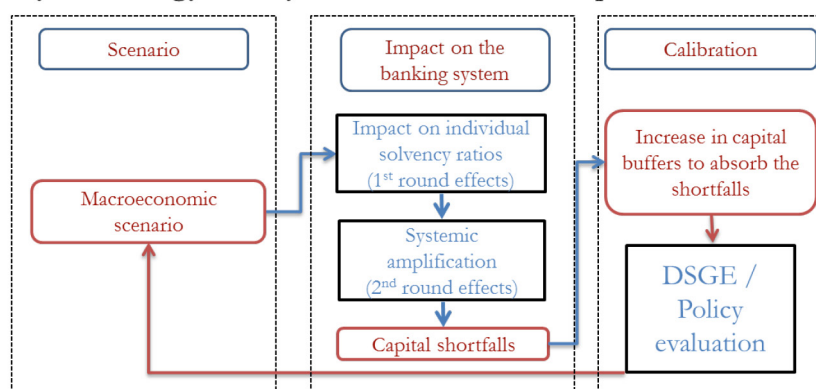 Scenario
Impact on the
banking system
Calibration
Macroeconomic
scenario
Impact on individual
solvency ratios
(1st round effects)
Systemic
amplification
(2nd round effects)
Capital shortfalls
Increase in capital
buffers to absorb the
shortfalls
DSGE /
Policy
evaluation